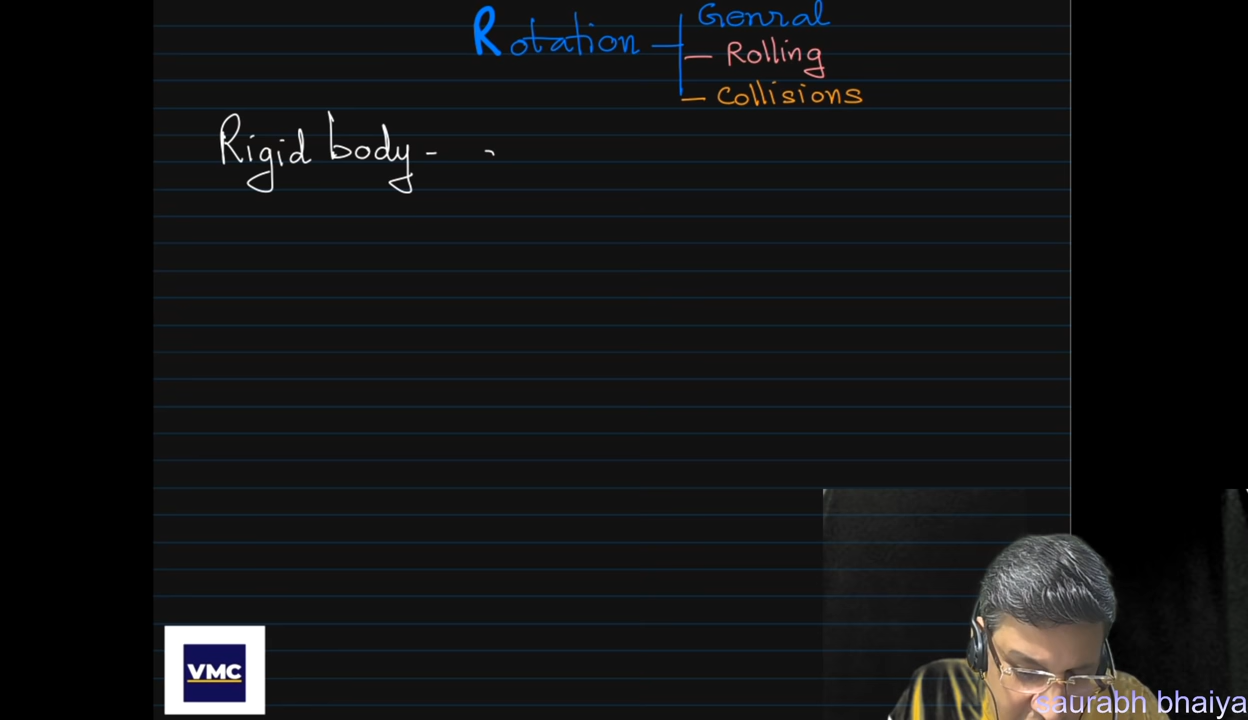 Rotation - Genral
- Rolling
- Collisions
Rigid body -
VMC
saurabh bhaiya